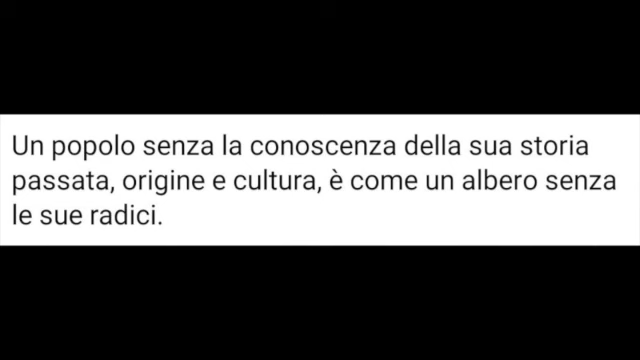 Un popolo senza la conoscenza della sua storia
passata, origine e cultura, è come un albero senza
le sue radici.